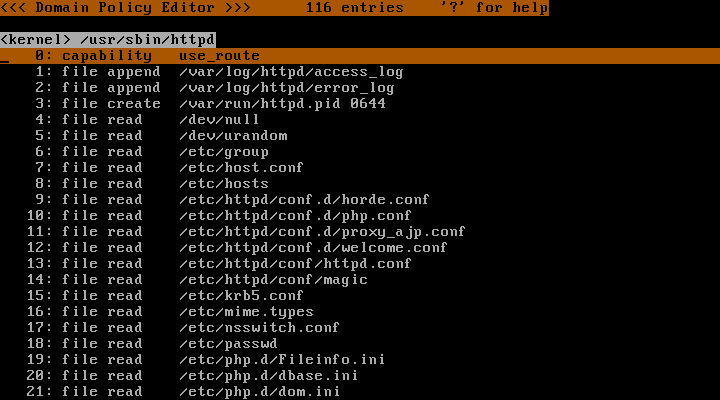 <<< Domain Policy Editor >>>      116 entries    '?' for help
<kernel> /usr/sbin/httpd
0: capability   use_route
1: file append  /var/log/httpd/access_log
2: file append  /var/log/httpd/error_log
3: file create  /var/run/httpd.pid 0644
4: file read    /dev/null
5: file read    /dev/urandom
6: file read    /etc/group
7: file read    /etc/host.conf
8: file read    /etc/hosts
9: file read    /etc/httpd/conf.d/horde.conf
10: file read    /etc/httpd/conf.d/php.conf
11: file read    /etc/httpd/conf.d/proxy_ajp.conf
12: file read    /etc/httpd/conf.d/welcome.conf
13: file read    /etc/httpd/conf/httpd.conf
14: file read    /etc/httpd/conf/magic
15: file read    /etc/krb5.conf
16: file read    /etc/mime.types
17: file read    /etc/nsswitch.conf
18: file read    /etc/passwd
19: file read    /etc/php.d/Fileinfo.ini
20: file read    /etc/php.d/dbase.ini
21: file read    /etc/php.d/dom.ini